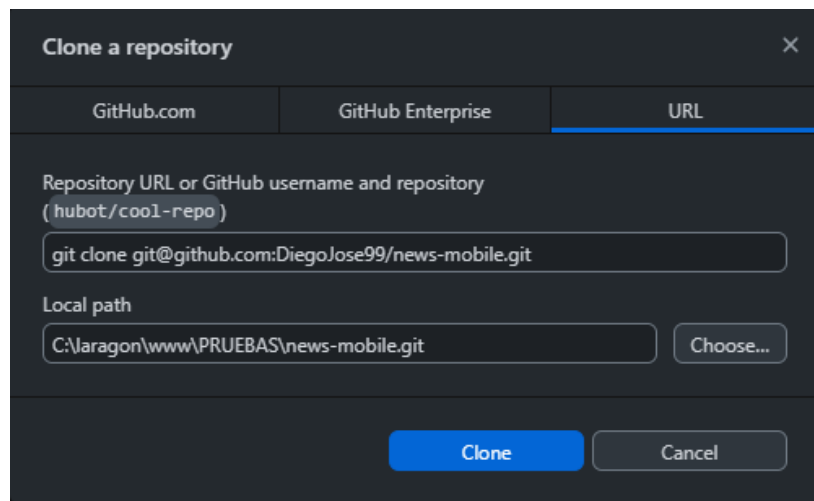 Clone a repository
GitHub.com GitHub Enterprise URL
Repository URL or GitHub username and repository
(hubot/cool-repo)
git clone git@github.com:DiegoJose99/news-mobile.git
Local path
C:\laragon\www\PRUEBAS\news-mobile.git Choose...
Clone Cancel